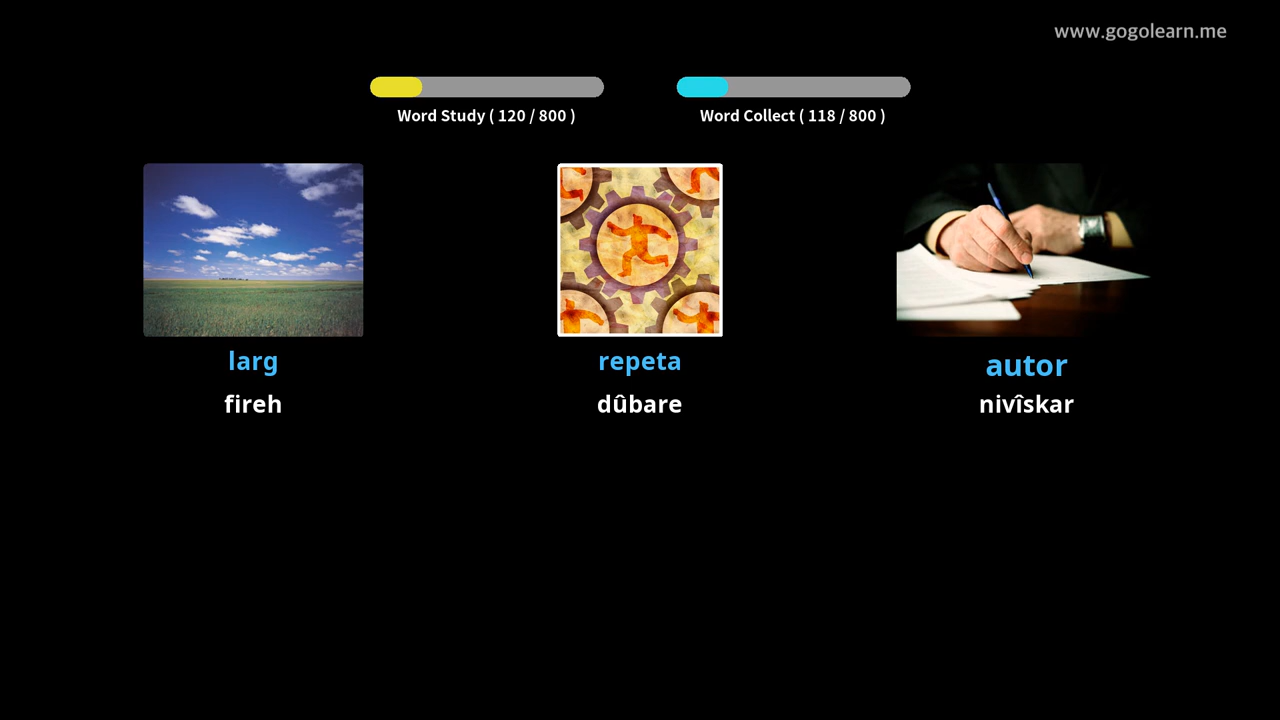 www.gogolearn.me
Word Study ( 120 / 800 )
Word Collect ( 118 / 800 )
larg
repeta
autor
fireh
dûbare
nivîskar